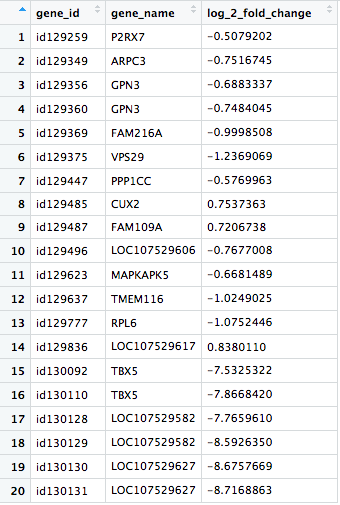 gene_id gene_name log_2_fold_change
1 id129259 P2RX7 -0.5079202
2 id129349 ARPC3 -0.7516745
3 id129356 GPN3 -0.6883337
4 id129360 GPN3 -0.7484045
5 id129369 FAM216A -0.9998508
6 id129375 VPS29 -1.2369069
7 id129447 PPP1CC -0.5769963
8 id129485 CUX2 0.7537363
9 id129487 FAM109A 0.7206738
10 id129496 LOC107529606 -0.7677008
11 id129623 MAPKAPK5 -0.6681489
12 id129637 TMEM116 -1.0249025
13 id129777 RPL6 -1.0752446
14 id129836 LOC107529617 0.8380110
15 id130092 TBX5 -7.5325322
16 id130110 TBX5 -7.8668420
17 id130128 LOC107529582 -7.7659610
18 id130129 LOC107529582 -8.5926350
19 id130130 LOC107529627 -8.6757669
20 id130131 LOC107529627 -8.7168863